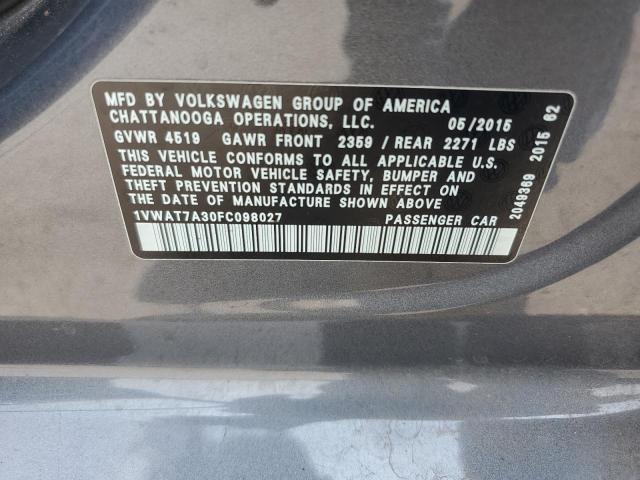 MFD BY VOLKSWAGEN GROUP OF AMERICA
CHATTANOOGA OPERATIONS, LLC. 05/2015
GVWR 4519 GAWR FRONT 2359 / REAR 2271 LBS
THIS VEHICLE CONFORMS TO ALL APPLICABLE U.S.
FEDERAL MOTOR VEHICLE SAFETY, BUMPER AND
THEFT PREVENTION STANDARDS IN EFFECT ON
THE DATE OF MANUFACTURE SHOWN ABOVE
1VWAT7A30FC098027 PASSENGER CAR
2049369 2015 62